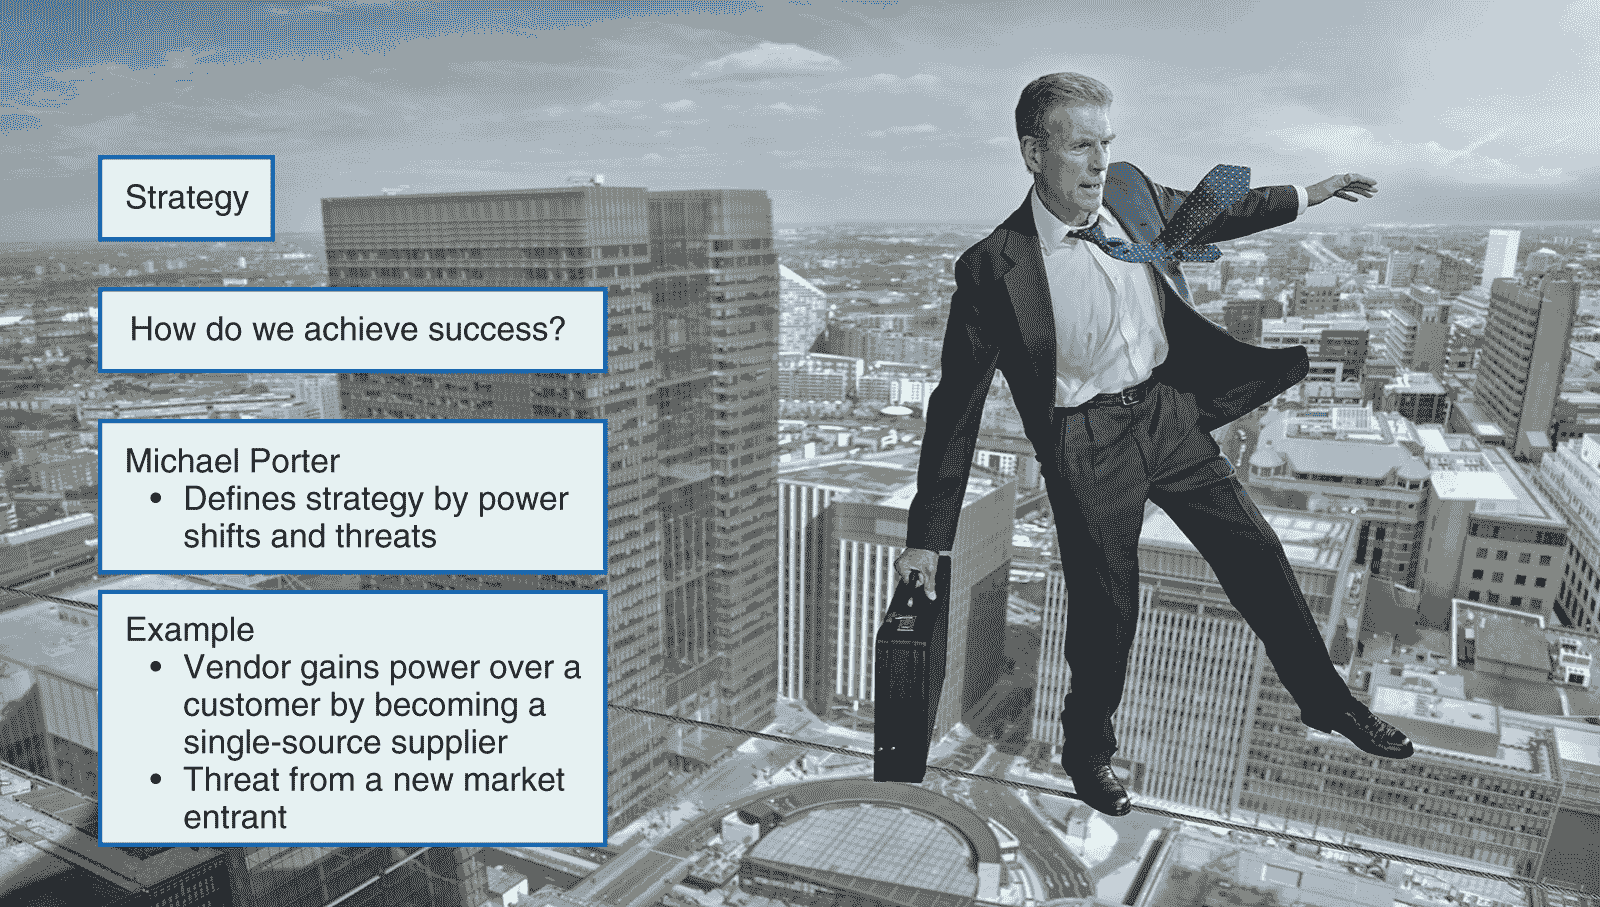 Strategy
How do we achieve success?
Michael Porter
• Defines strategy by power
shifts and threats
Example
• Vendor gains power over a
customer by becoming a
single-source supplier
• Threat from a new market
entrant